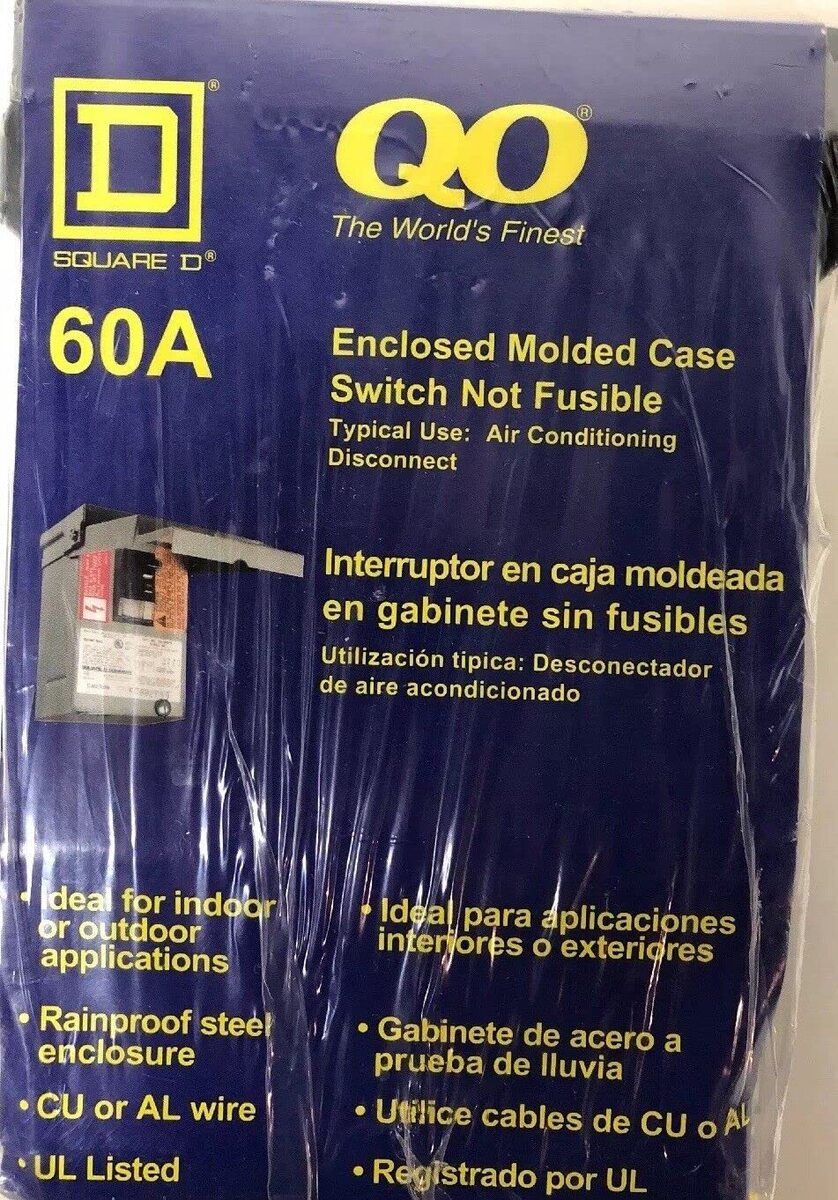 D®
SQUARE D®
QO®
The World's Finest
60A
Enclosed Molded Case
Switch Not Fusible
Typical Use: Air Conditioning
Disconnect
Interruptor en caja moldeada
en gabinete sin fusibles
Utilización tipica: Desconectador
de aire acondicionado
• Ideal for indoor
or outdoor
applications
• Rainproof steel
enclosure
• CU or AL wire
• UL Listed
• Ideal para aplicaciones
interiores o exteriores
• Gabinete de acero a
prueba de lluvia
• Utilice cables de CU o AL
• Registrado por UL